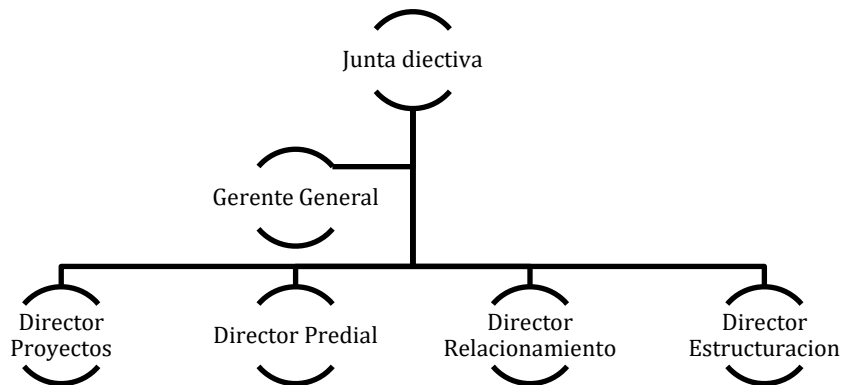 Junta diectiva
Gerente General
Director
Proyectos
Director Predial
Director
Relacionamiento
Director
Estructuracion